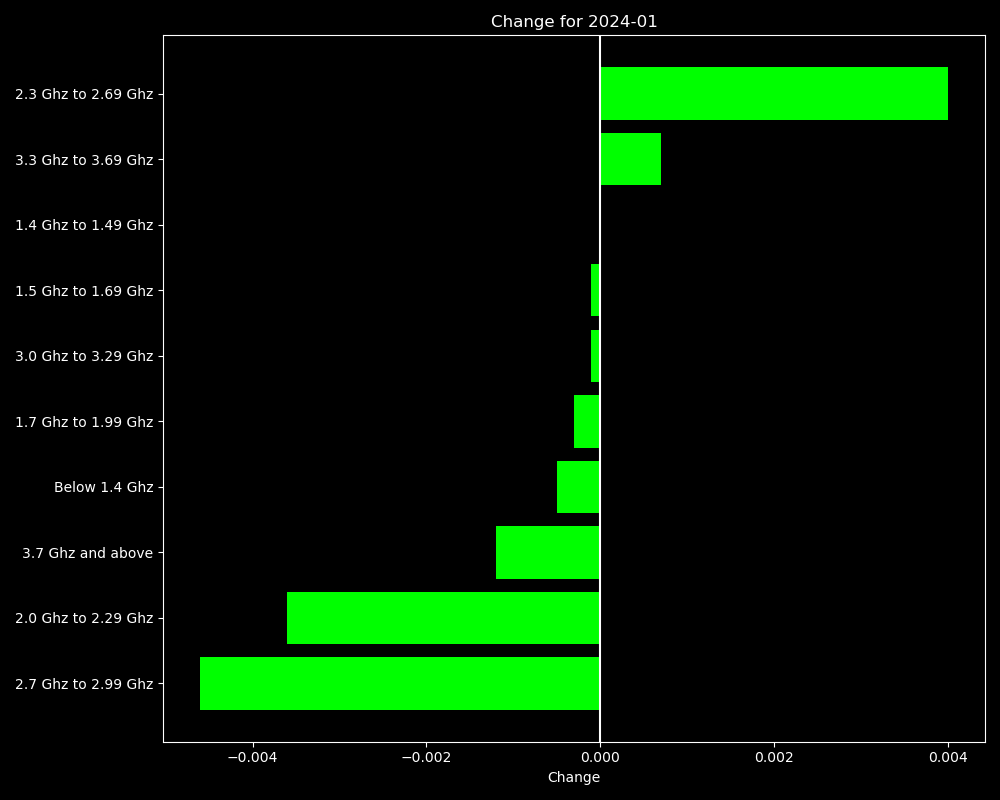 Change for 2024-01
2.3 Ghz to 2.69 Ghz
3.3 Ghz to 3.69 Ghz
1.4 Ghz to 1.49 Ghz
1.5 Ghz to 1.69 Ghz
3.0 Ghz to 3.29 Ghz
1.7 Ghz to 1.99 Ghz
Below 1.4 Ghz
3.7 Ghz and above
2.0 Ghz to 2.29 Ghz
2.7 Ghz to 2.99 Ghz
−0.004 −0.002 0.000 0.002 0.004
Change